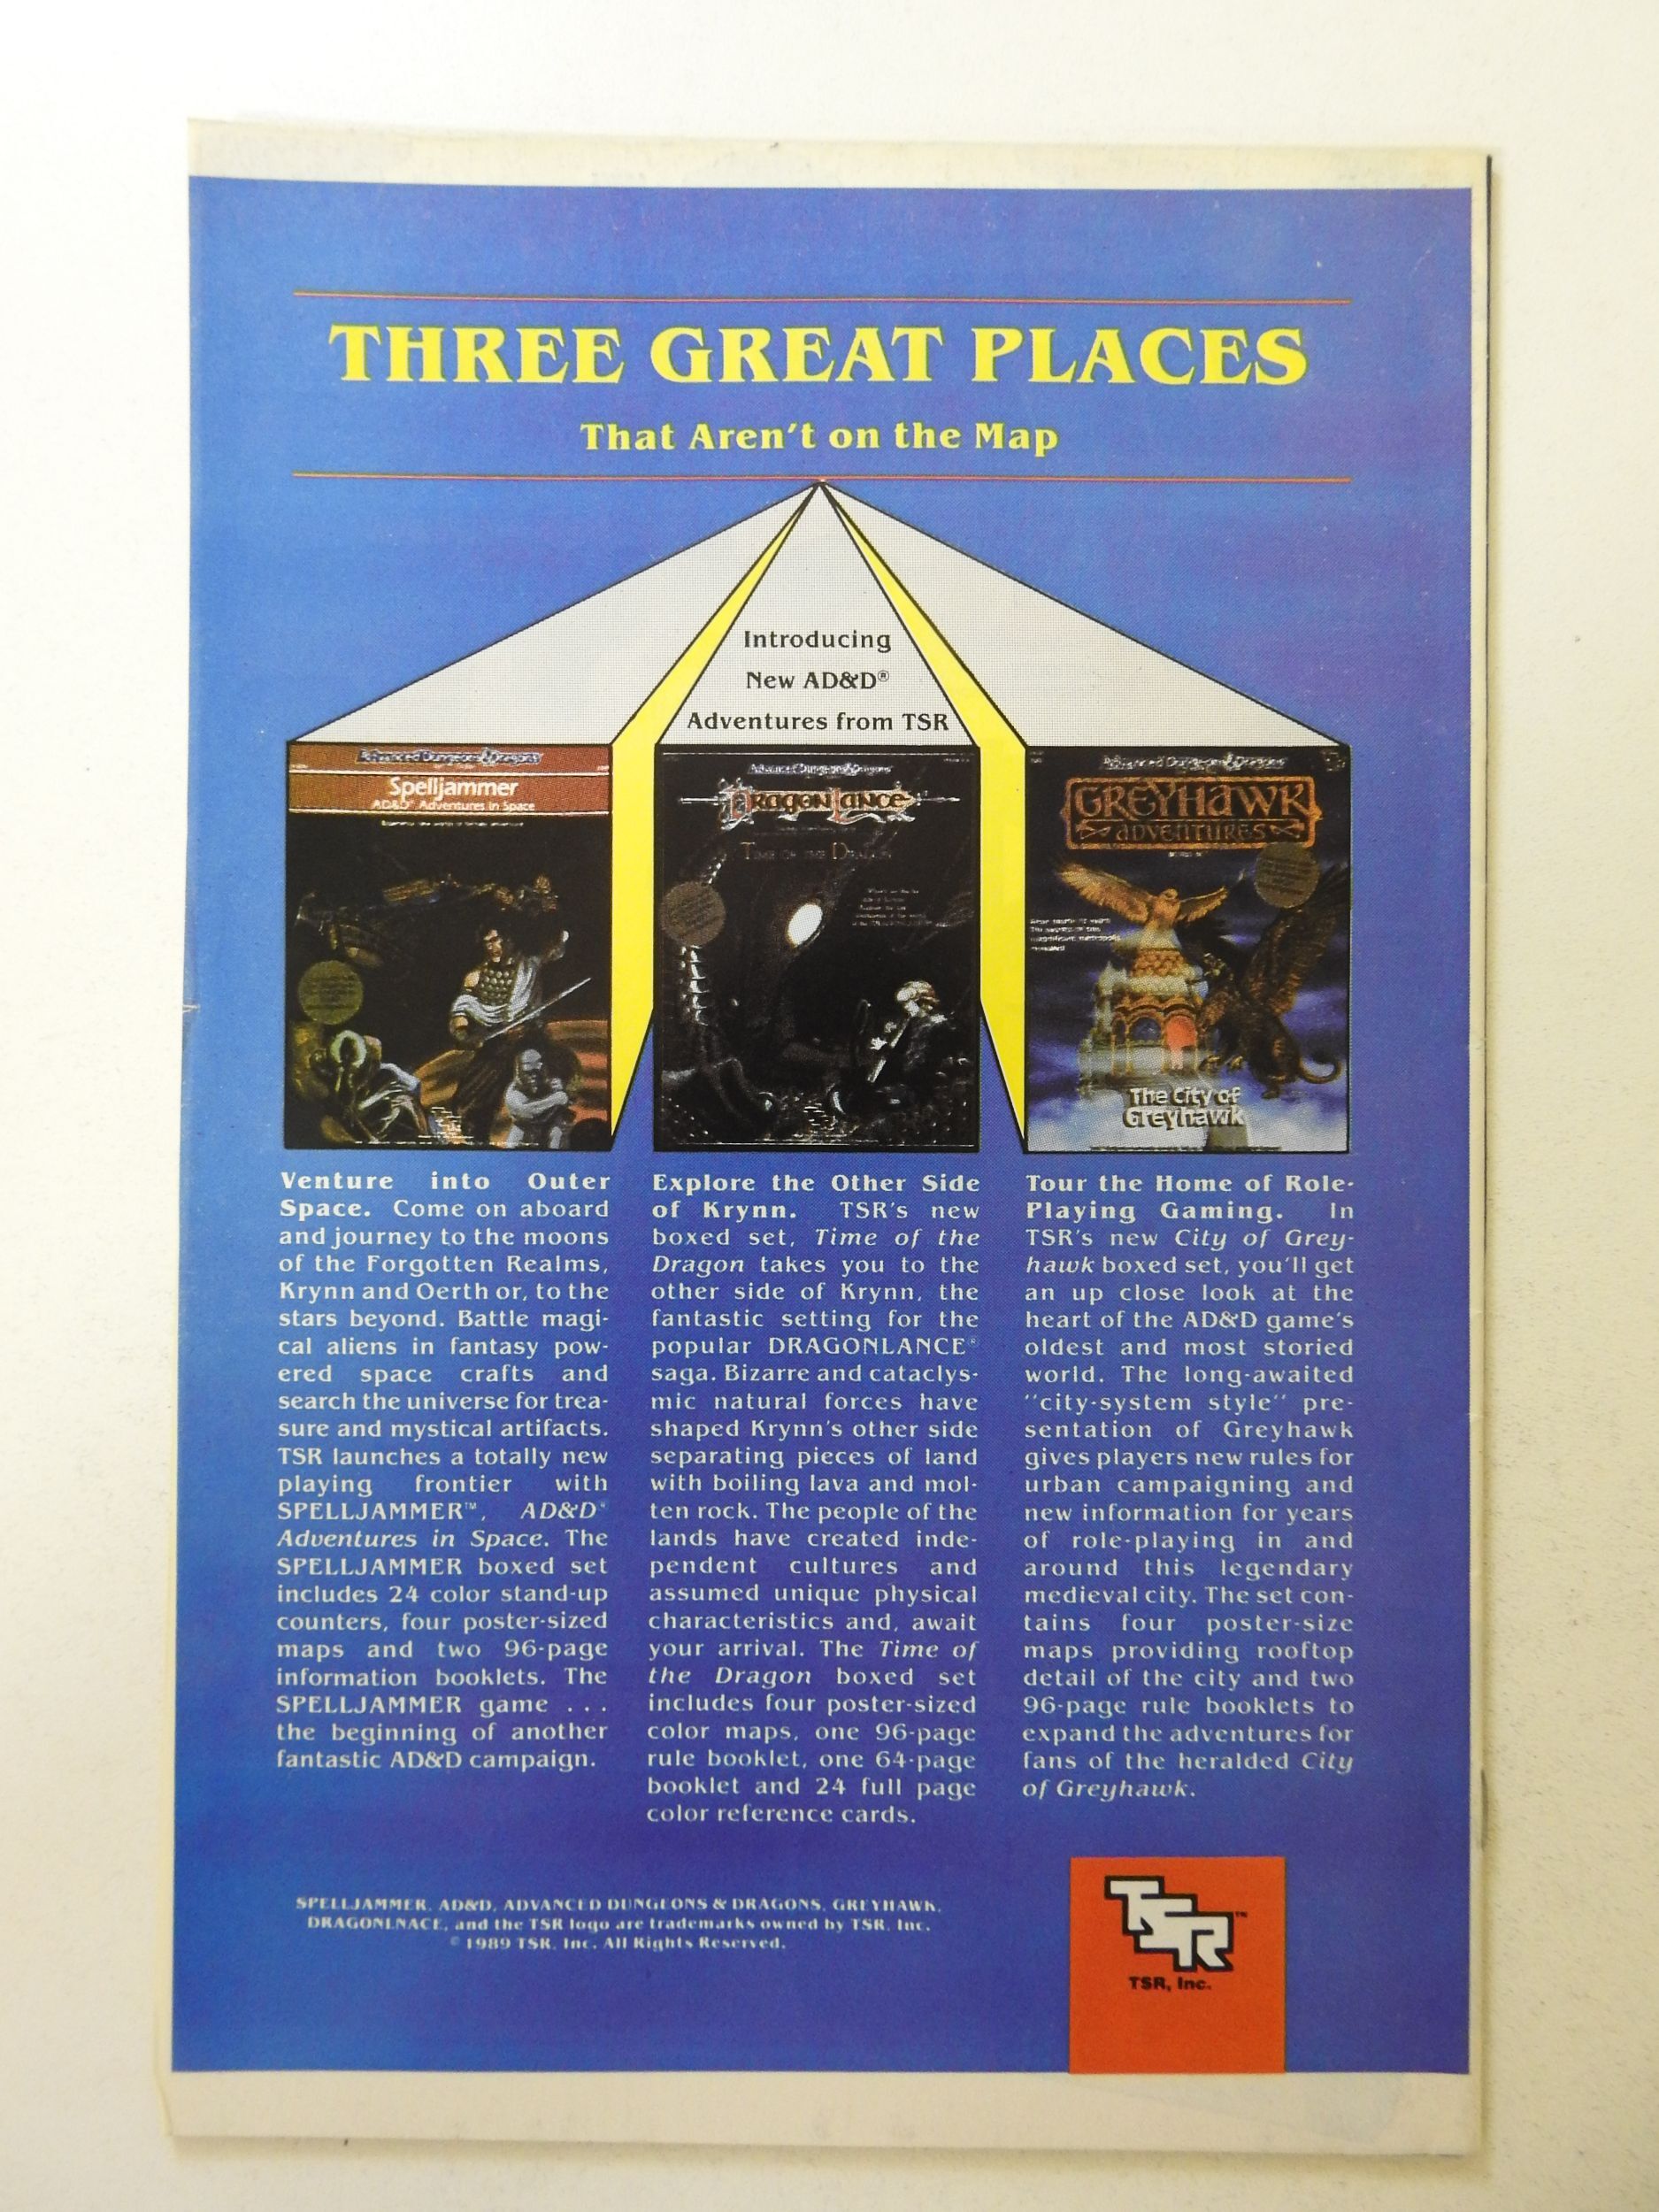 THREE GREAT PLACES
That Aren't on the Map
Introducing
New AD&D®
Adventures from TSR
Advanced Dungeons & Dragons
Spelljammer
AD&D® Adventures in Space
Advanced Dungeons & Dragons
DRAGONLANCE
TIME OF THE DRAGON
Advanced Dungeons & Dragons
GREYHAWK
ADVENTURES
The City of
Greyhawk
Venture into Outer
Space. Come on aboard
and journey to the moons
of the Forgotten Realms,
Krynn and Oerth or, to the
stars beyond. Battle magi-
cal aliens in fantasy pow-
ered space crafts and
search the universe for trea-
sure and mystical artifacts.
TSR launches a totally new
playing frontier with
SPELLJAMMER™, AD&D®
Adventures in Space. The
SPELLJAMMER boxed set
includes 24 color stand-up
counters, four poster-sized
maps and two 96-page
information booklets. The
SPELLJAMMER game . . .
the beginning of another
fantastic AD&D campaign.
Explore the Other Side
of Krynn. TSR's new
boxed set, Time of the
Dragon takes you to the
other side of Krynn, the
fantastic setting for the
popular DRAGONLANCE®
saga. Bizarre and cataclys-
mic natural forces have
shaped Krynn's other side
separating pieces of land
with boiling lava and mol-
ten rock. The people of the
lands have created inde-
pendent cultures and
assumed unique physical
characteristics and, await
your arrival. The Time of
the Dragon boxed set
includes four poster-sized
color maps, one 96-page
rule booklet, one 64-page
booklet and 24 full page
color reference cards.
Tour the Home of Role-
Playing Gaming. In
TSR's new City of Grey-
hawk boxed set, you'll get
an up close look at the
heart of the AD&D game's
oldest and most storied
world. The long-awaited
"city-system style" pre-
sentation of Greyhawk
gives players new rules for
urban campaigning and
new information for years
of role-playing in and
around this legendary
medieval city. The set con-
tains four poster-size
maps providing rooftop
detail of the city and two
96-page rule booklets to
expand the adventures for
fans of the heralded City
of Greyhawk.
SPELLJAMMER, AD&D, ADVANCED DUNGEONS & DRAGONS, GREYHAWK,
DRAGONLNACE, and the TSR logo are trademarks owned by TSR, Inc.
© 1989 TSR, Inc. All Rights Reserved.
TSR™
TSR, Inc.